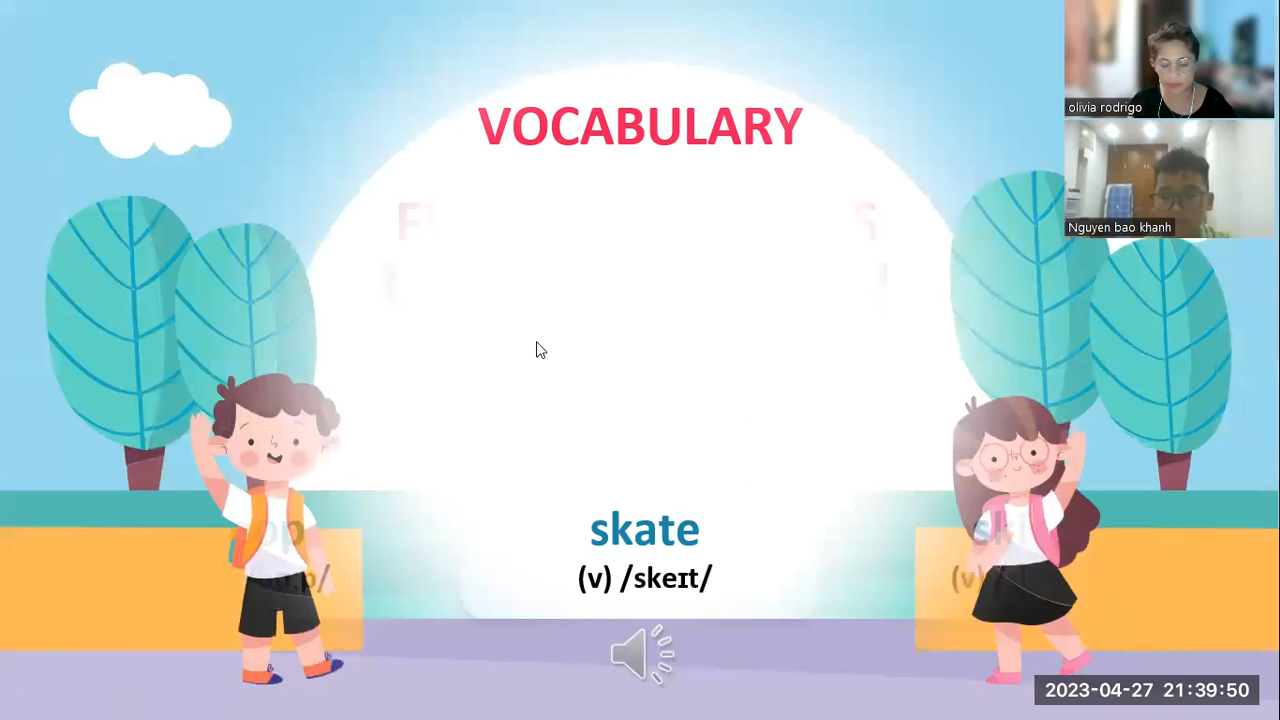 olivia rodrigo
VOCABULARY
Nguyen bao khanh
skate
(v) /skeɪt/
2023-04-27 21:39:50